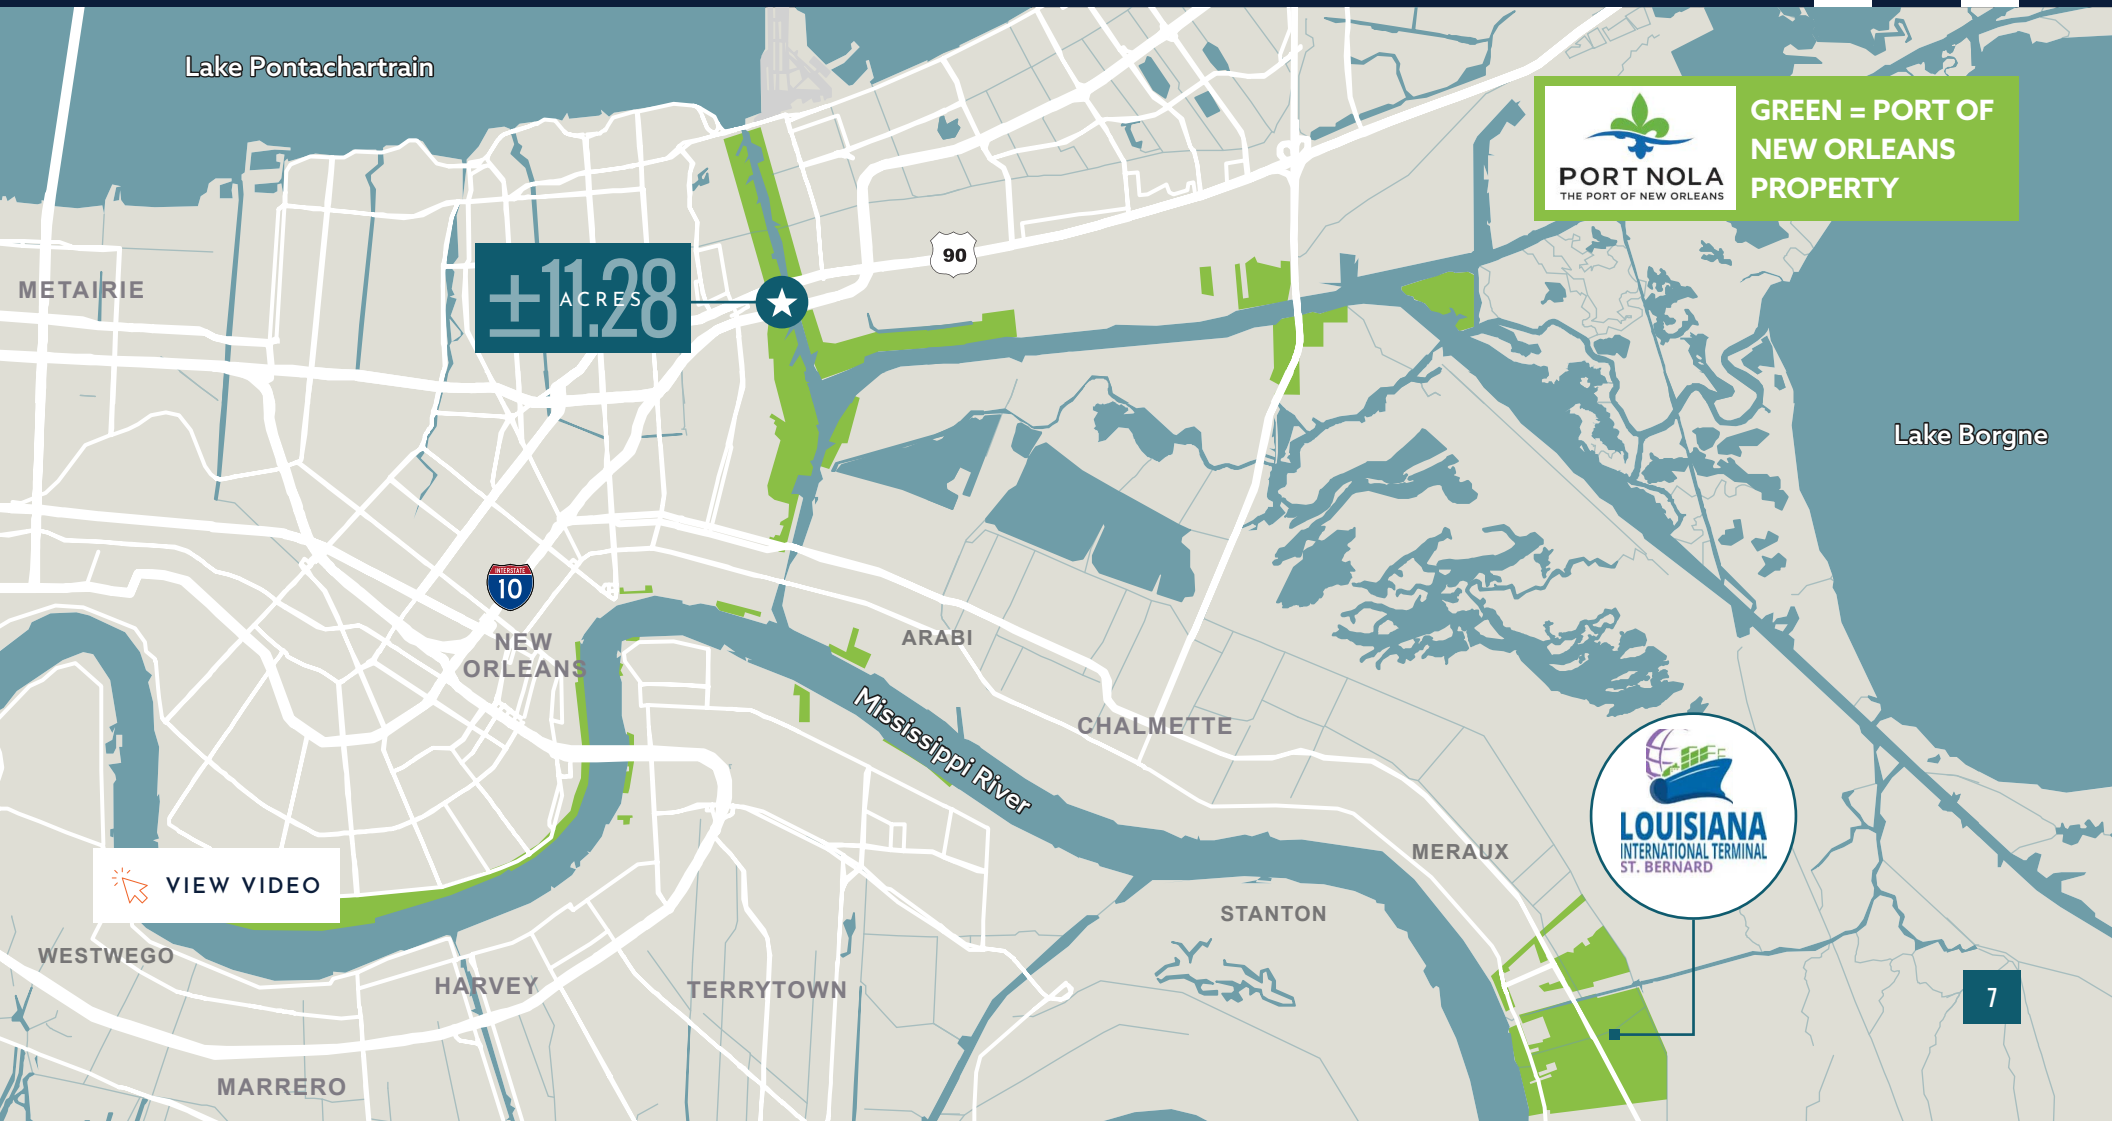 Lake Pontachartrain
PORT NOLA
THE PORT OF NEW ORLEANS
GREEN = PORT OF
NEW ORLEANS
PROPERTY
90
METAIRIE
±11.28
ACRES
Lake Borgne
INTERSTATE
10
NEW
ORLEANS
ARABI
Mississippi River
CHALMETTE
LOUISIANA
INTERNATIONAL TERMINAL
ST. BERNARD
MERAUX
VIEW VIDEO
STANTON
WESTWEGO
HARVEY
TERRYTOWN
7
MARRERO